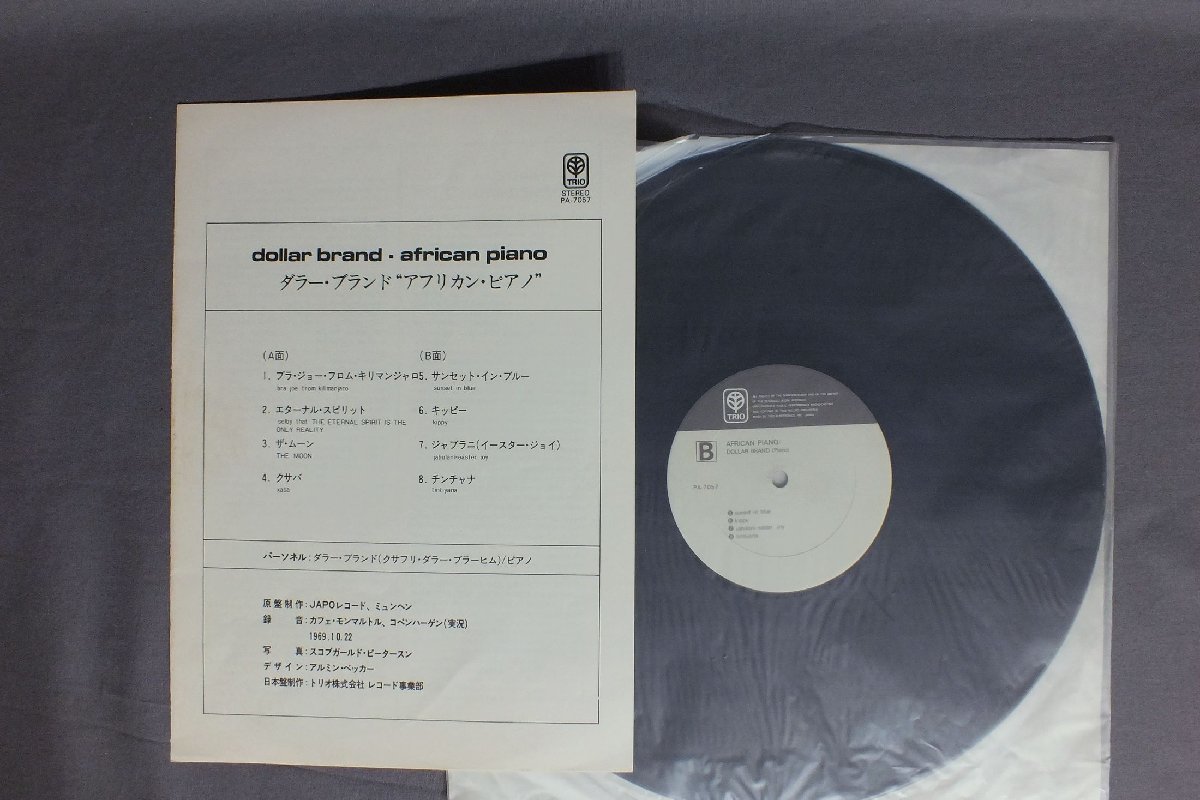 TRIO
STEREO
PA-7057
dollar brand · african piano
ダラー・ブランド“アフリカン・ピアノ”
(A面)
1. ブラ・ジョー・フロム・キリマンジャロ
bra joe from kilimanjaro
2. エターナル・スピリット
selby that THE ETERNAL SPIRIT IS THE
ONLY REALITY
3. ザ・ムーン
THE MOON
4. クサバ
xaba
(B面)
5. サンセット・イン・ブルー
sunset in blue
6. キッピー
kippy
7. ジャブラニ(イースター・ジョイ)
8. チンチャナ
tintiyana
パーソネル:ダラー・ブランド(クサフリ・ダラー・ブラーヒム)/ピアノ
原盤制作:JAPOレコード、ミュンヘン
録 音:カフェ・モンマルトル、コペンハーゲン(実況)
1969.10.22
写 真:スコブガールド・ピータースン
デザイン:アルミン・ベッカー
日本盤制作:トリオ株式会社 レコード事業部
TRIO
B
AFRICAN PIANO
DOLLAR BRAND (Piano)
PA-7057
sunset in blue
kippy
tintiyana